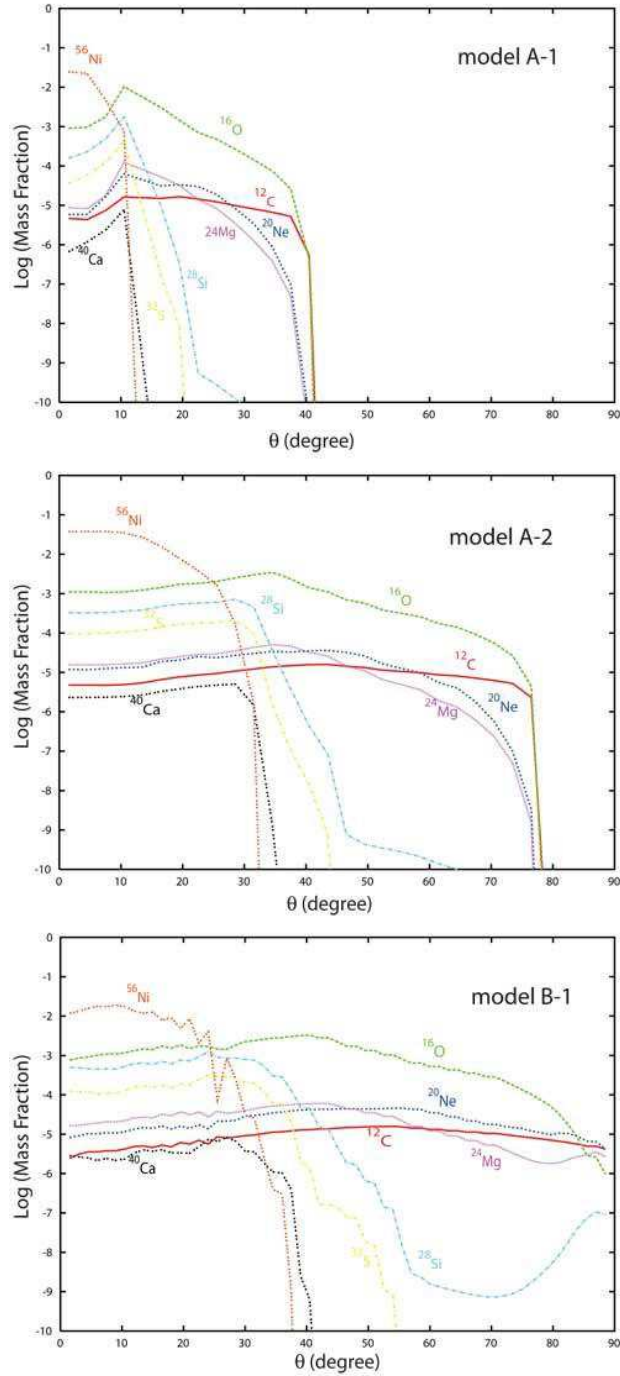 model A-1
⁵⁶Ni
¹⁶O
¹²C
²⁰Ne
24Mg
⁴⁰Ca
²⁸Si
³²S
Log (Mass Fraction)
0
-1
-2
-3
-4
-5
-6
-7
-8
-9
-10
0 10 20 30 40 50 60 70 80 90
θ (degree)
model A-2
⁵⁶Ni
¹⁶O
²⁸Si
³²S
¹²C
²⁰Ne
²⁴Mg
⁴⁰Ca
Log (Mass Fraction)
0
-1
-2
-3
-4
-5
-6
-7
-8
-9
-10
0 10 20 30 40 50 60 70 80 90
θ (degree)
model B-1
⁵⁶Ni
¹⁶O
²⁰Ne
¹²C
²⁴Mg
⁴⁰Ca
³²S
²⁸Si
Log (Mass Fraction)
0
-1
-2
-3
-4
-5
-6
-7
-8
-9
-10
0 10 20 30 40 50 60 70 80 90
θ (degree)